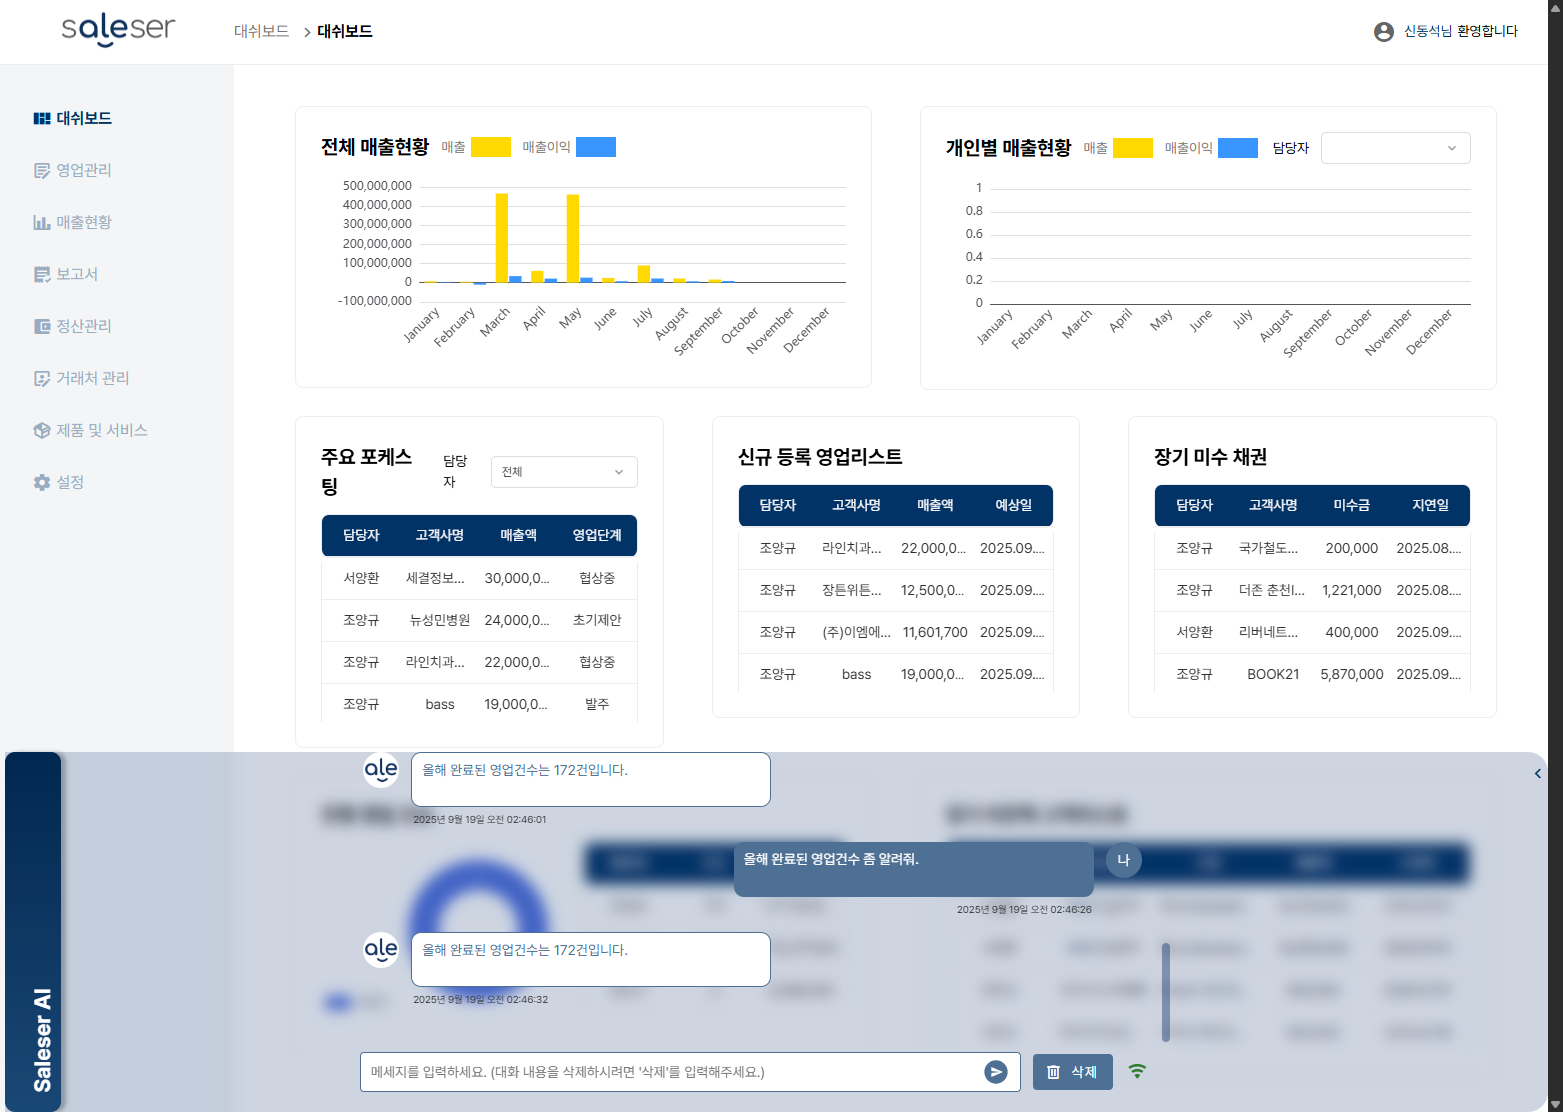 saleser
대쉬보드 > 대쉬보드
신동석님 환영합니다
대쉬보드
영업관리
매출현황
보고서
정산관리
거래처 관리
제품 및 서비스
설정
전체 매출현황 매출 매출이익
500,000,000
400,000,000
300,000,000
200,000,000
100,000,000
0
-100,000,000
January February March April May June July August September October November December
개인별 매출현황 매출 매출이익 담당자
1
0.8
0.6
0.4
0.2
0
January February March April May June July August September October November December
주요 포케스
팅
담당
자
전체
담당자 고객사명 매출액 영업단계
서양환 세결정보... 30,000,0... 협상중
조양규 뉴성민병원 24,000,0... 초기제안
조양규 라인치과... 22,000,0... 협상중
조양규 bass 19,000,0... 발주
신규 등록 영업리스트
담당자 고객사명 매출액 예상일
조양규 라인치과... 22,000,0... 2025.09....
조양규 장튼위튼... 12,500,0... 2025.09....
조양규 (주)이엠에... 11,601,700 2025.09....
조양규 bass 19,000,0... 2025.09....
장기 미수 채권
담당자 고객사명 미수금 지연일
조양규 국가철도... 200,000 2025.08....
조양규 더존 춘천I... 1,221,000 2025.08....
서양환 리버네트... 400,000 2025.09....
조양규 BOOK21 5,870,000 2025.09....
Saleser AI
ale
올해 완료된 영업건수는 172건입니다.
2025년 9월 19일 오전 02:46:01
올해 완료된 영업건수 좀 알려줘.
나
2025년 9월 19일 오전 02:46:26
ale
올해 완료된 영업건수는 172건입니다.
2025년 9월 19일 오전 02:46:32
메세지를 입력하세요. (대화 내용을 삭제하시려면 '삭제'를 입력해주세요.)
삭제